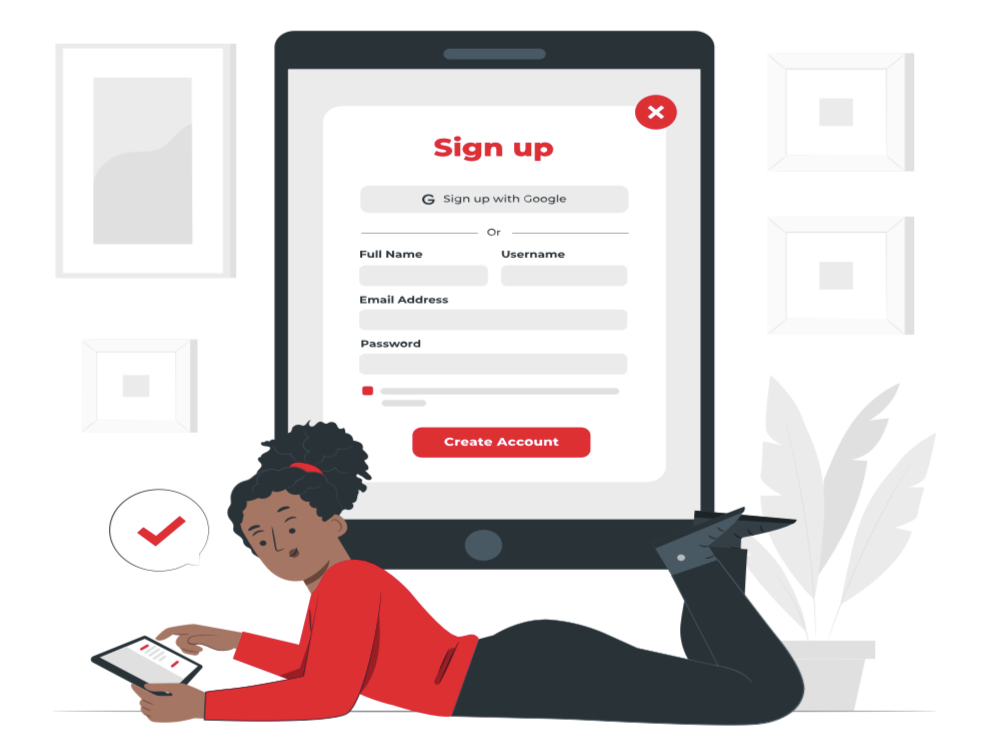 Sign up
G Sign up with Google
Or
Full Name Username
Email Address
Password
Create Account